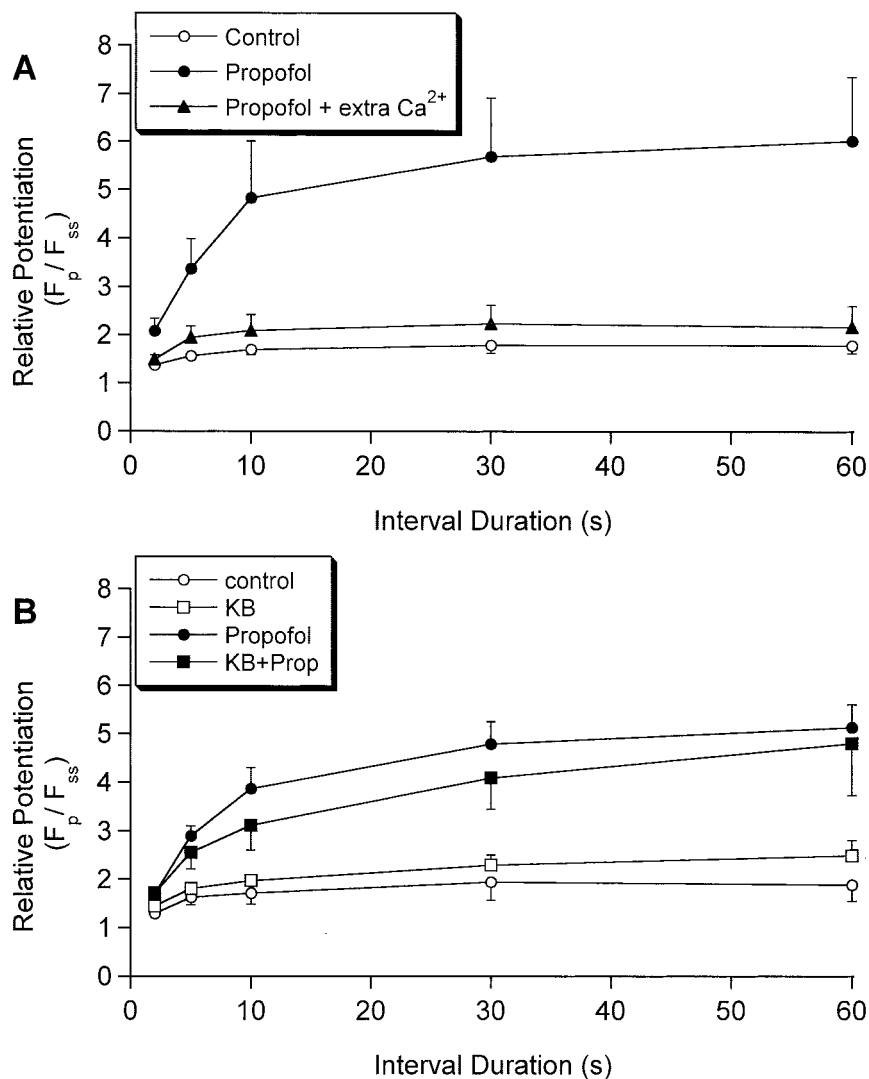 A
Control
Propofol
Propofol + extra Ca2+
8
7
6
5
4
3
2
1
0
Relative Potentiation
(Fp / Fss)
0 10 20 30 40 50 60
Interval Duration (s)
B
control
KB
Propofol
KB+Prop
8
7
6
5
4
3
2
1
0
Relative Potentiation
(Fp / Fss)
0 10 20 30 40 50 60
Interval Duration (s)